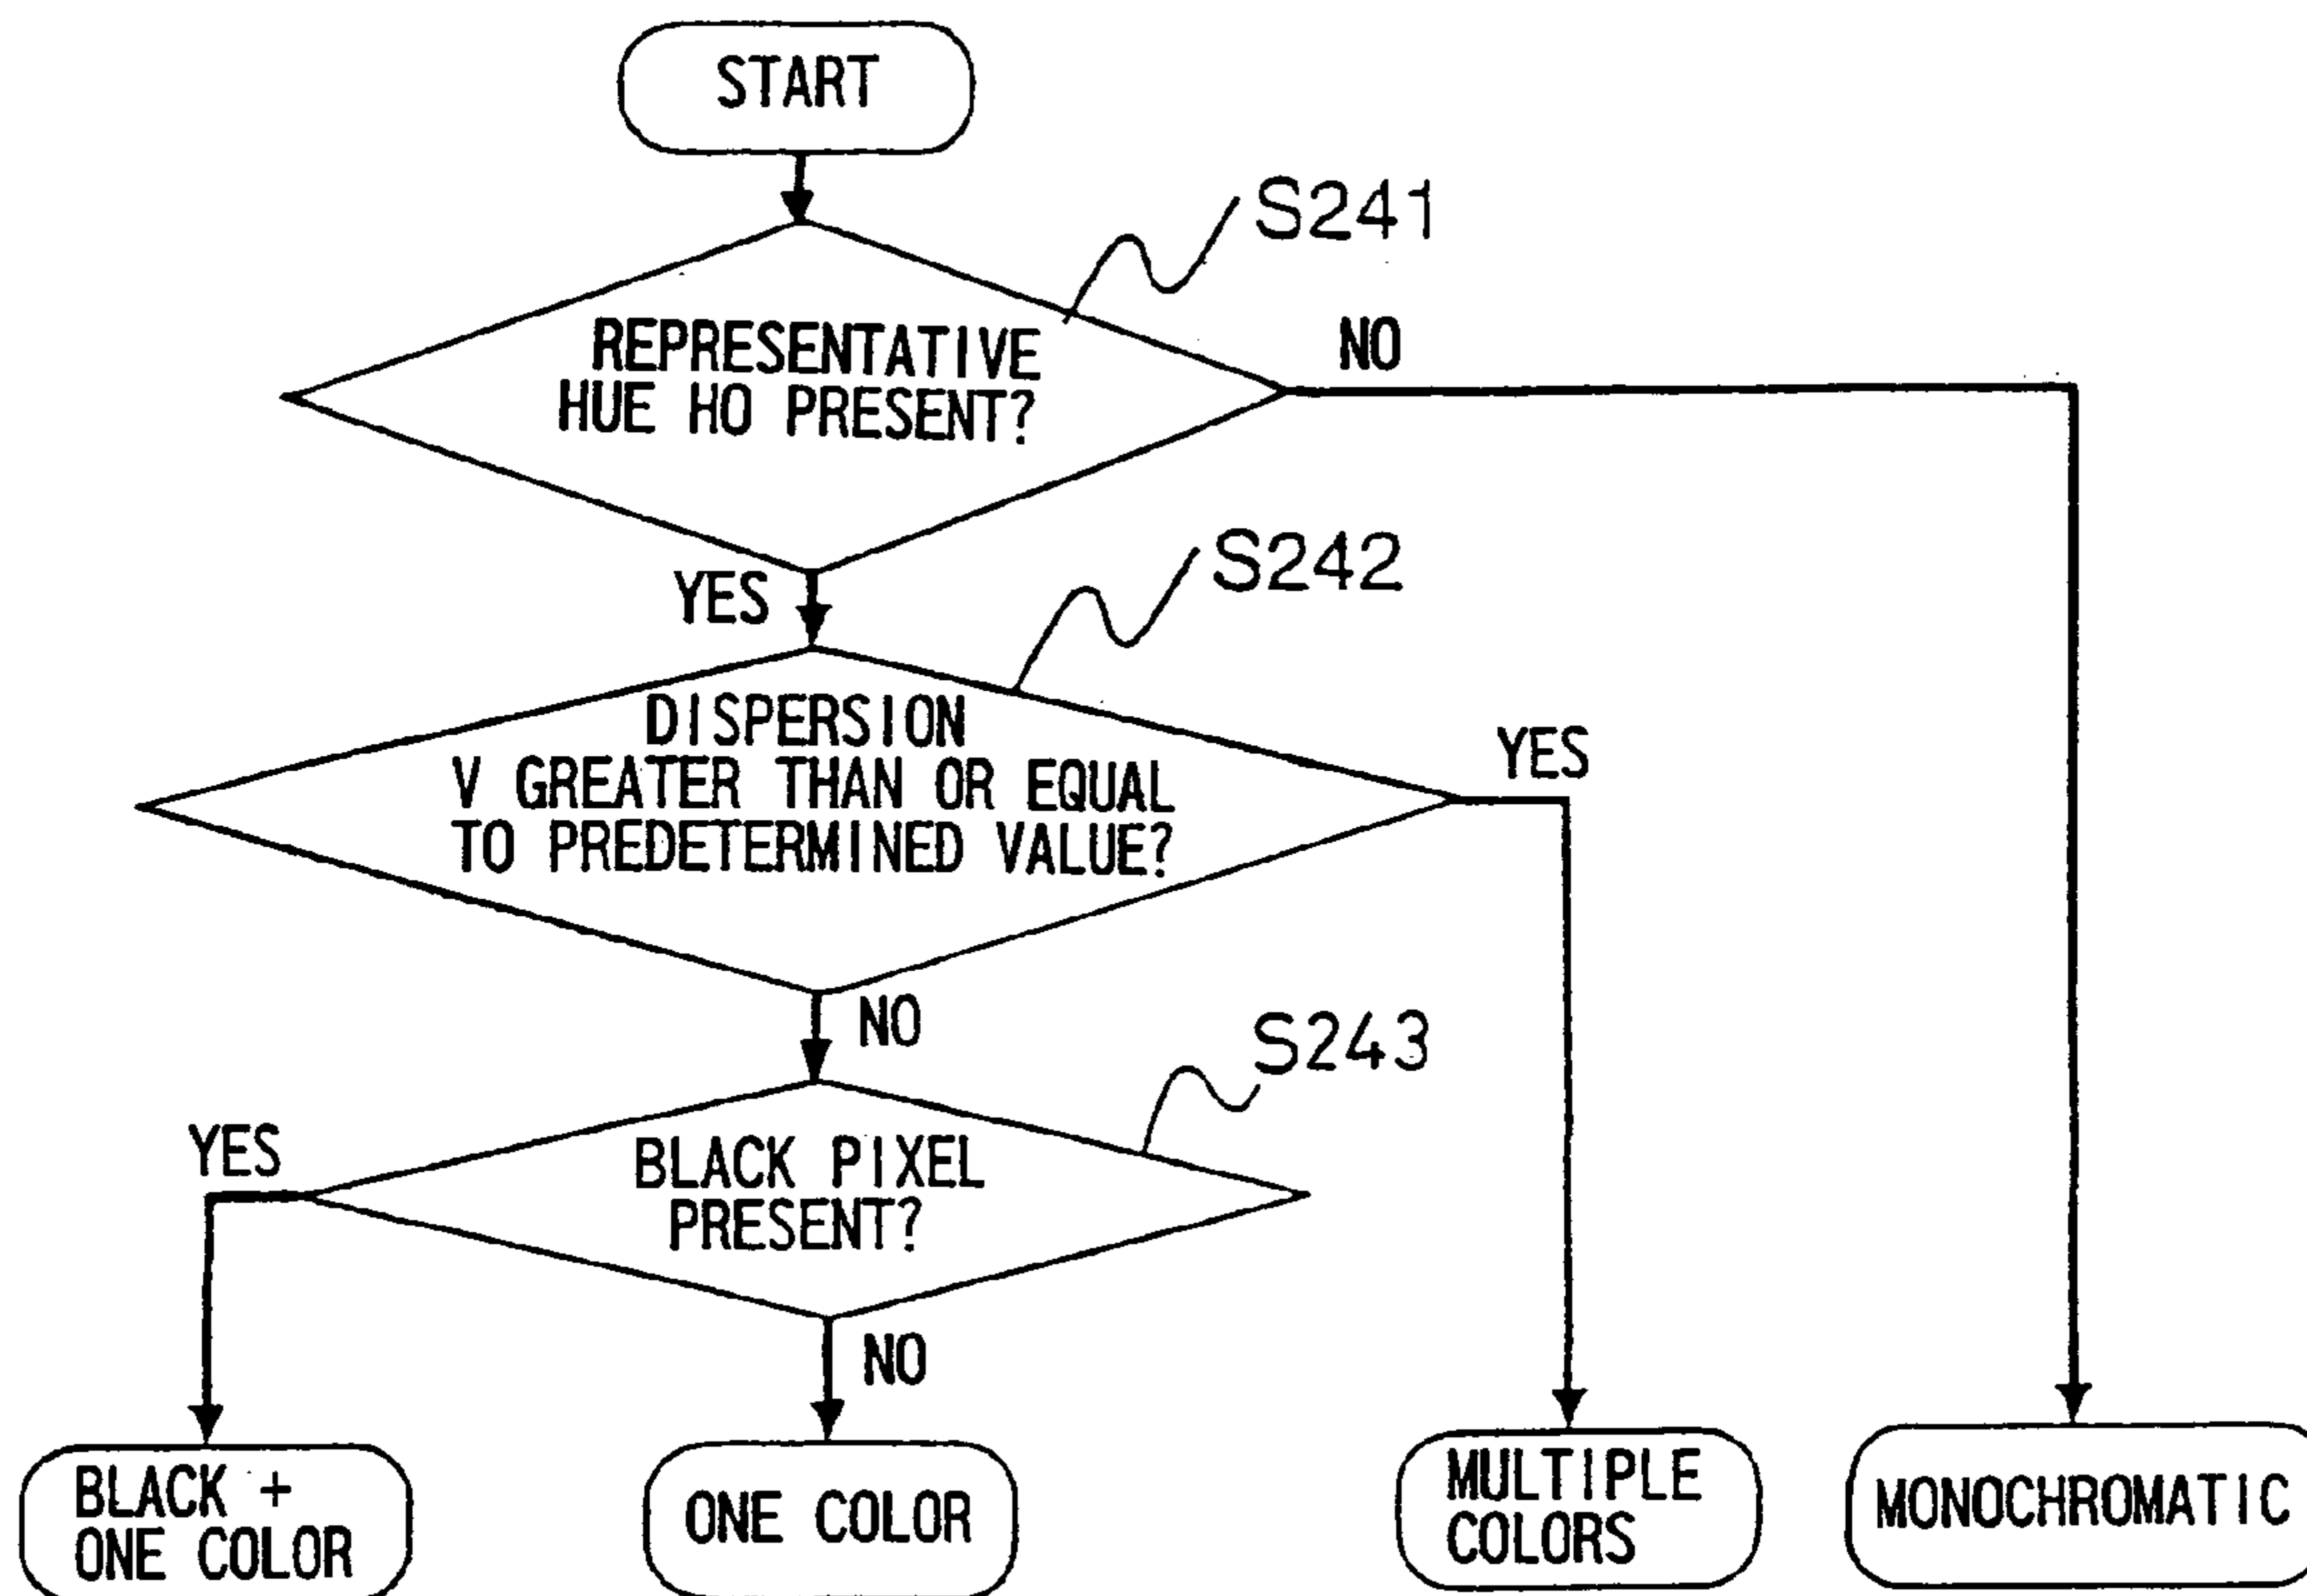 START
S241
REPRESENTATIVE
HUE HO PRESENT?
NO
YES
S242
DISPERSION
V GREATER THAN OR EQUAL
TO PREDETERMINED VALUE?
YES
NO
S243
YES
BLACK PIXEL
PRESENT?
NO
BLACK +
ONE COLOR
ONE COLOR
MULTIPLE
COLORS
MONOCHROMATIC